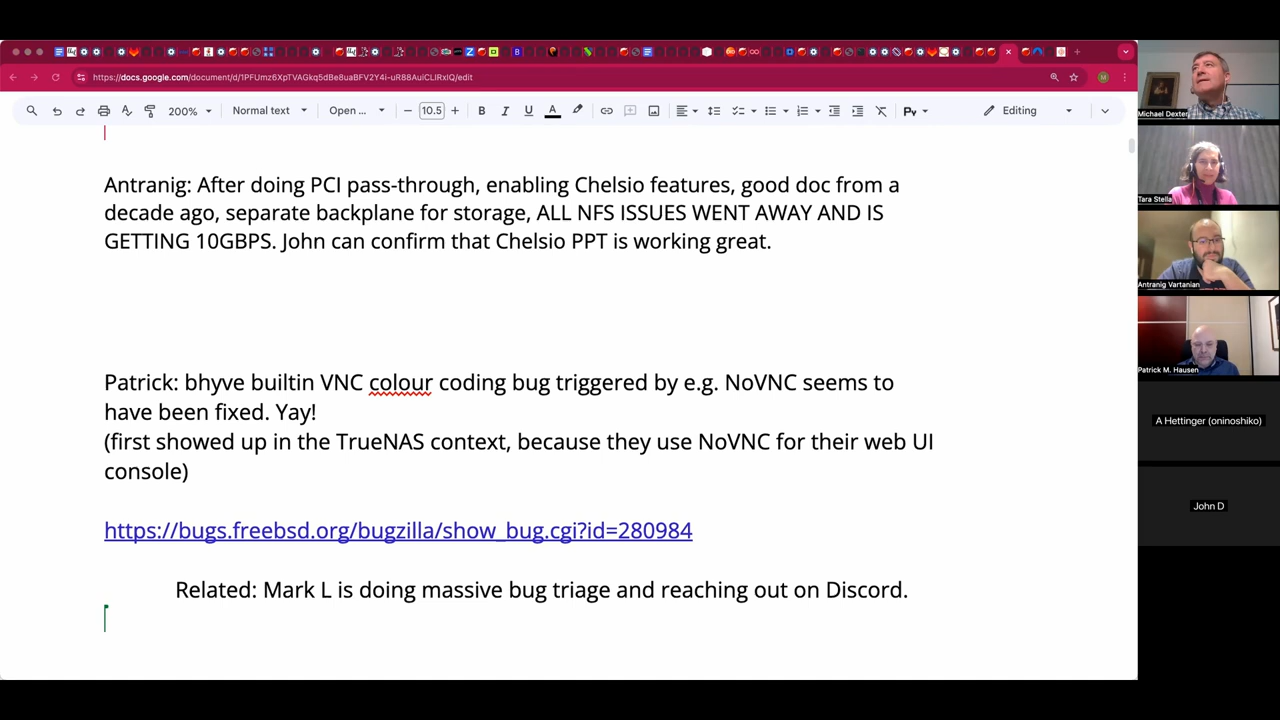 https://docs.google.com/document/d/1PFUmz6XpTVAGkq5dBe8uaBFV2Y4i-uR88AuiCLlRxIQ/edit
M
200%
Normal text
Open ...
10.5
B
I
U
A
Editing
Antranig: After doing PCI pass-through, enabling Chelsio features, good doc from a
decade ago, separate backplane for storage, ALL NFS ISSUES WENT AWAY AND IS
GETTING 10GBPS. John can confirm that Chelsio PPT is working great.
Patrick: bhyve builtin VNC colour coding bug triggered by e.g. NoVNC seems to
have been fixed. Yay!
(first showed up in the TrueNAS context, because they use NoVNC for their web UI
console)
https://bugs.freebsd.org/bugzilla/show_bug.cgi?id=280984
Related: Mark L is doing massive bug triage and reaching out on Discord.
Michael Dexter
Tara Stella
Antranig Vartanian
Patrick M. Hausen
A Hettinger (oninoshiko)
John D